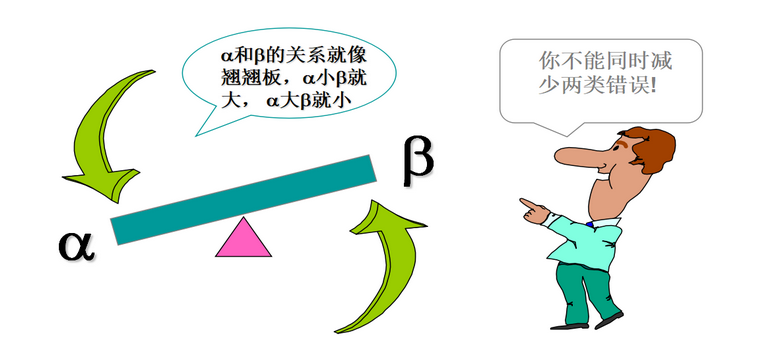 α和β的关系就像
翘翘板，α小β就
大， α大β就小
你不能同时减
少两类错误!
β
α